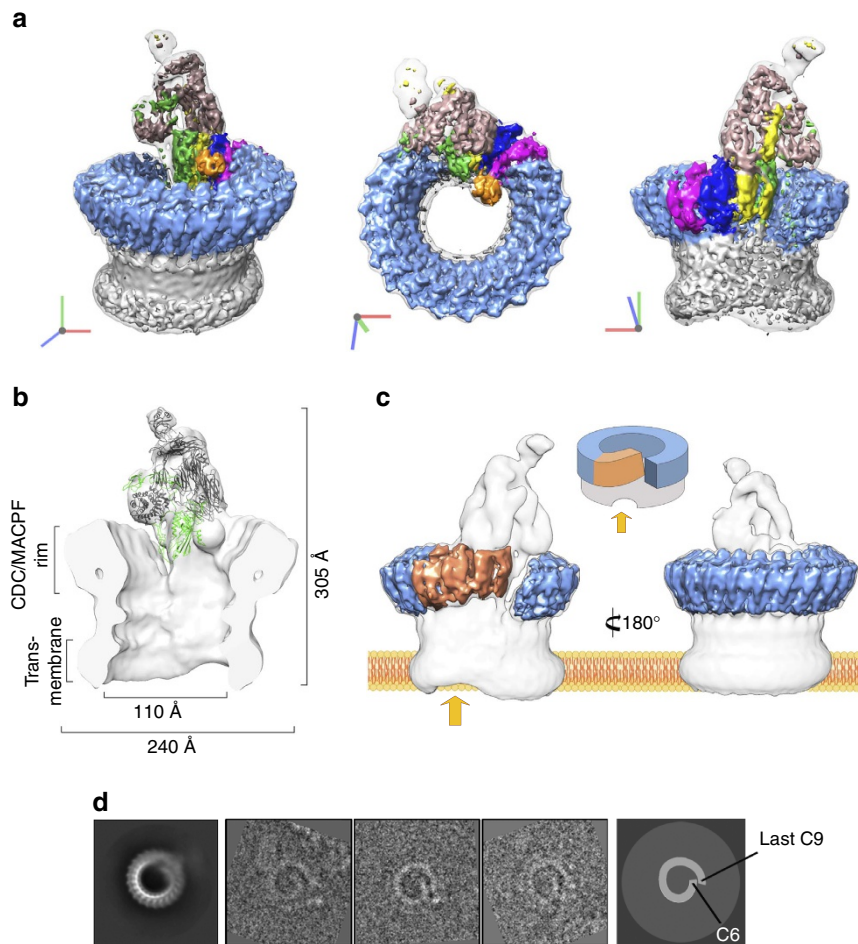 a
b
CDC/MACPF
rim
Trans-
membrane
305 Å
110 Å
240 Å
c
180°
d
Last C9
C6